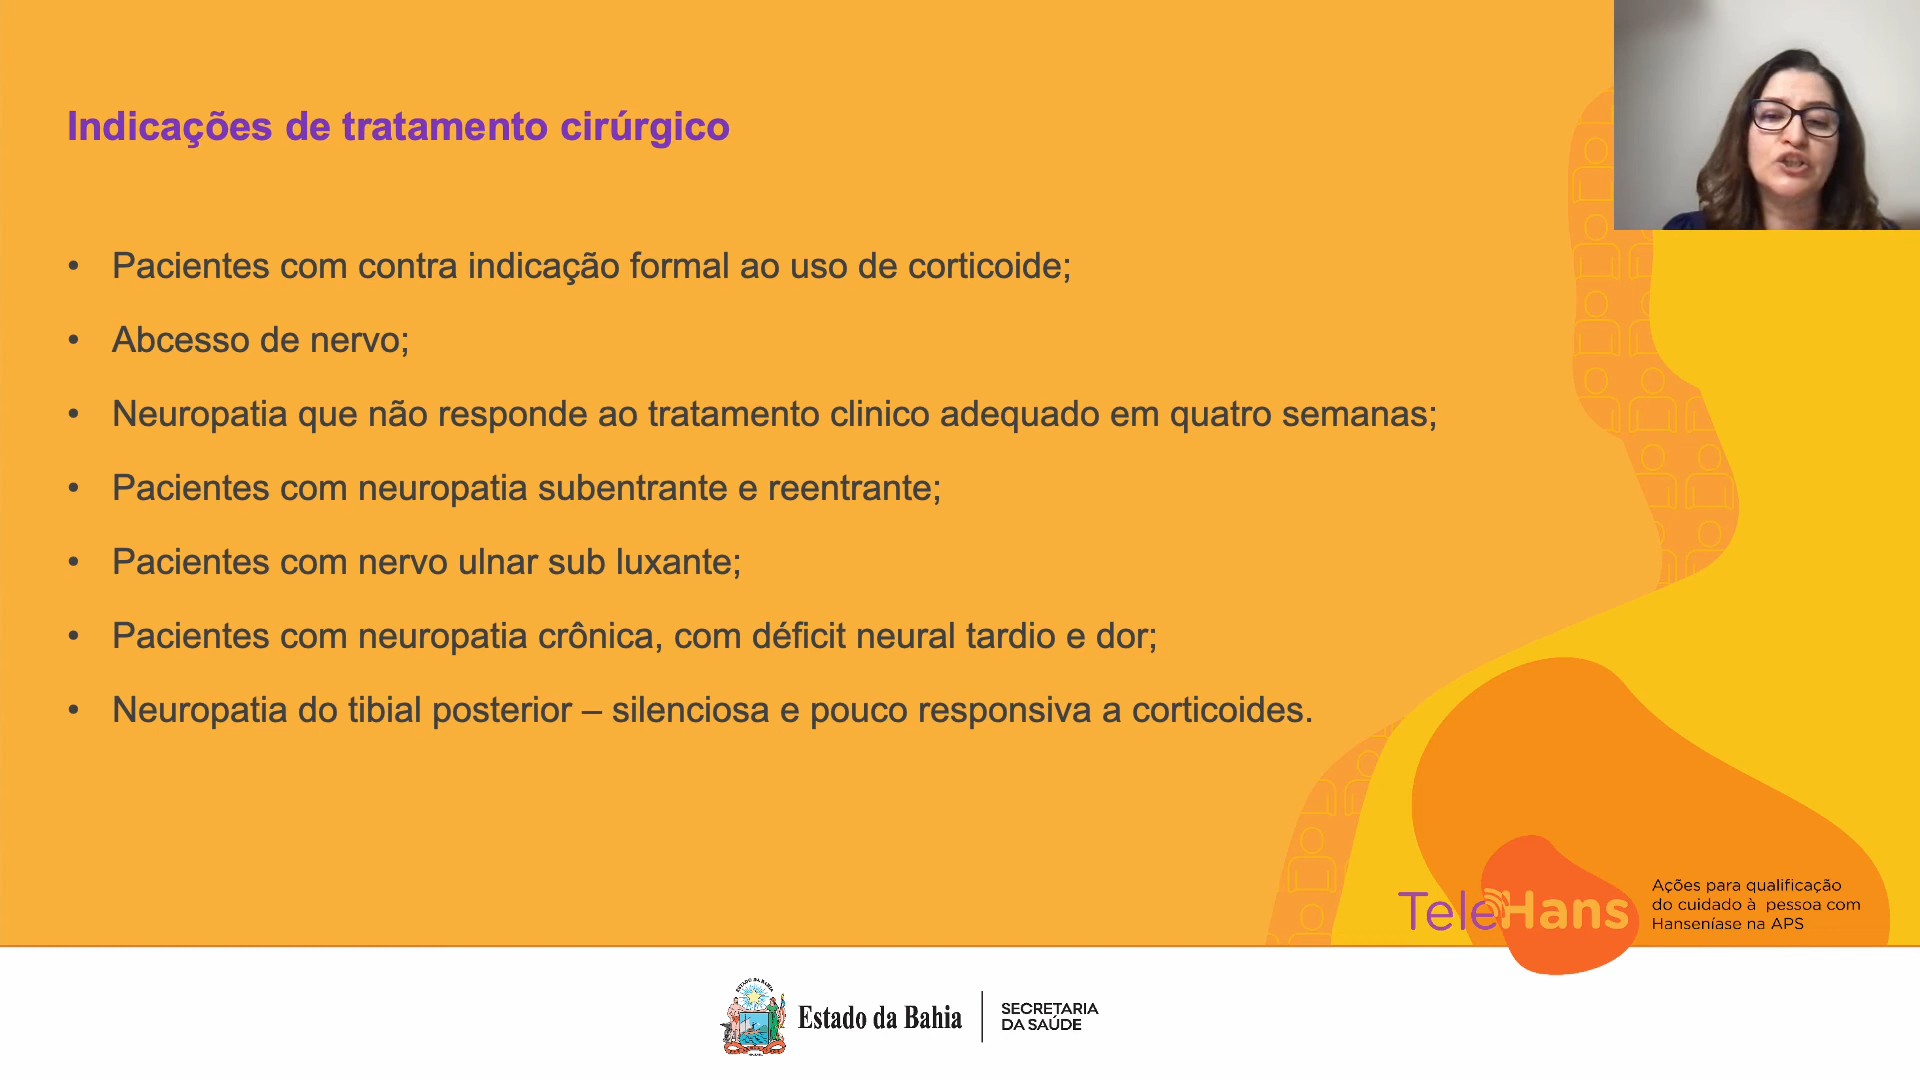 Indicações de tratamento cirúrgico
• Pacientes com contra indicação formal ao uso de corticoide;
• Abcesso de nervo;
• Neuropatia que não responde ao tratamento clinico adequado em quatro semanas;
• Pacientes com neuropatia subentrante e reentrante;
• Pacientes com nervo ulnar sub luxante;
• Pacientes com neuropatia crônica, com déficit neural tardio e dor;
• Neuropatia do tibial posterior – silenciosa e pouco responsiva a corticoides.
TeleHans
Ações para qualificação
do cuidado à pessoa com
Hanseníase na APS
ESTADO DA BAHIA
Estado da Bahia
SECRETARIA
DA SAÚDE